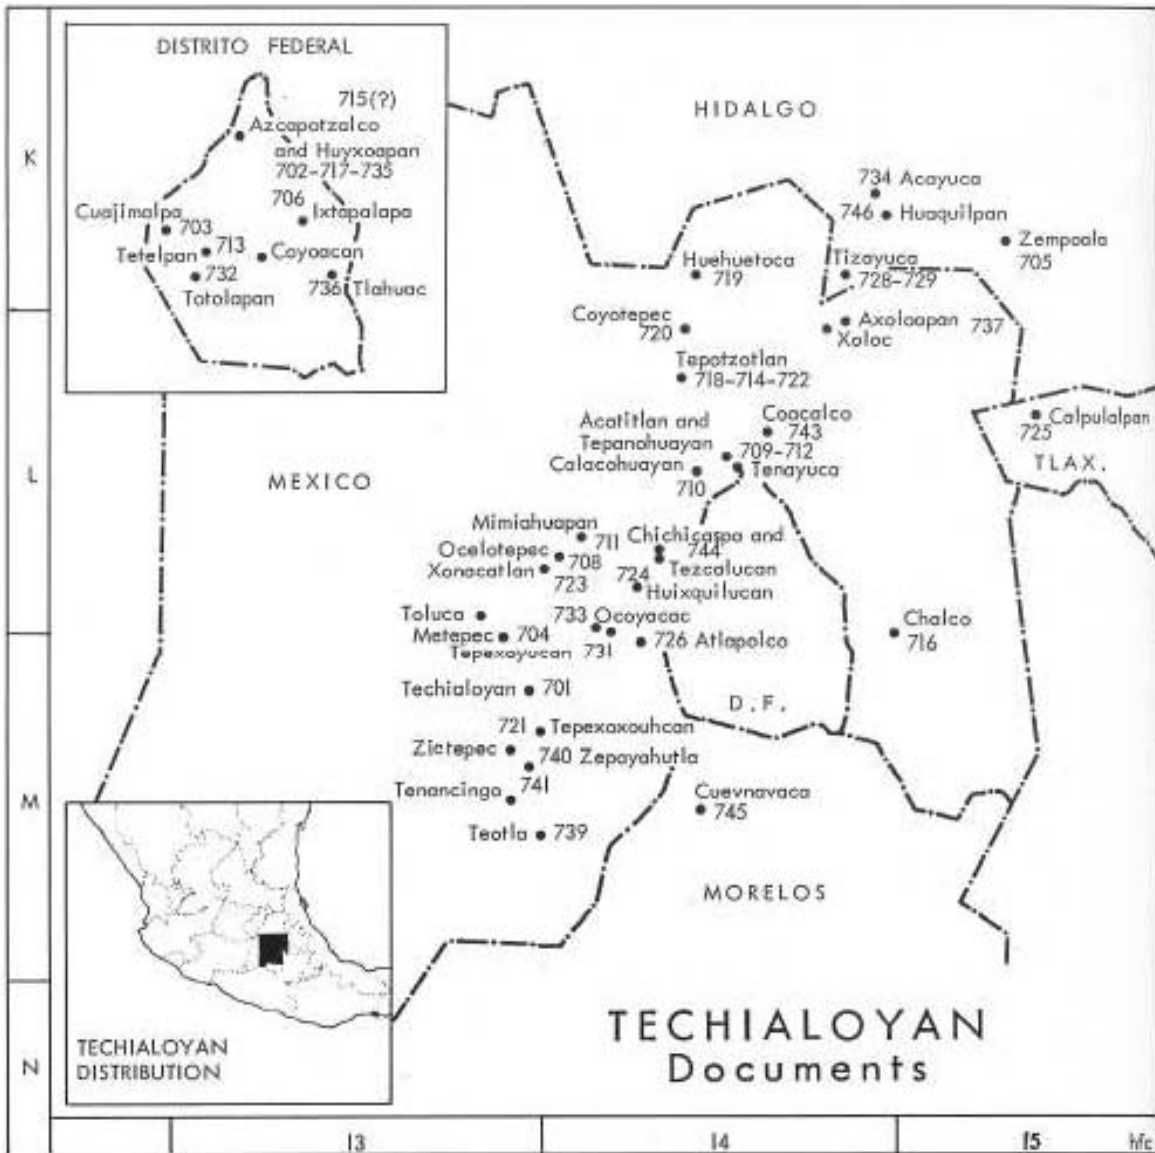 DISTRITO FEDERAL
715(?)
Azcapotzalco
and Huyxoapan
702-717-735
706
Ixtapalapa
Cuajimalpa
703
713
Tetelpan
Coyoacan
732
736 Tlahuac
Totolapan
HIDALGO
734 Acayuca
746 Huaquilpan
Zempoala
705
Huehuetoca
719
Tizayuca
728-729
Coyotepec
720
Axoloapan 737
Xoloc
Tepotzotlan
718-714-722
Coacalco
743
Acatitlan and
Tepanohuayan
709-712
Calacohuayan
710
Tenayuca
Calpulalpan
725
TLAX.
MEXICO
Mimiahuapan
711
Chichicaspa and
744
Ocelotepec
708
Tezcalucan
Xonacatlan
723
724
Huixquilucan
Toluca
733 Ocoyacac
Metepec 704
Tepexoyucan 731
726 Atlapolco
Chalco
716
Techialoyan 701
D.F.
721 Tepexoxouhcan
Zictepec
740 Zepayahutla
Tenancingo 741
Cuevnavaca
745
Teotla 739
MORELOS
TECHIALOYAN
DISTRIBUTION
TECHIALOYAN
Documents
K
L
M
N
13
14
15
hfc